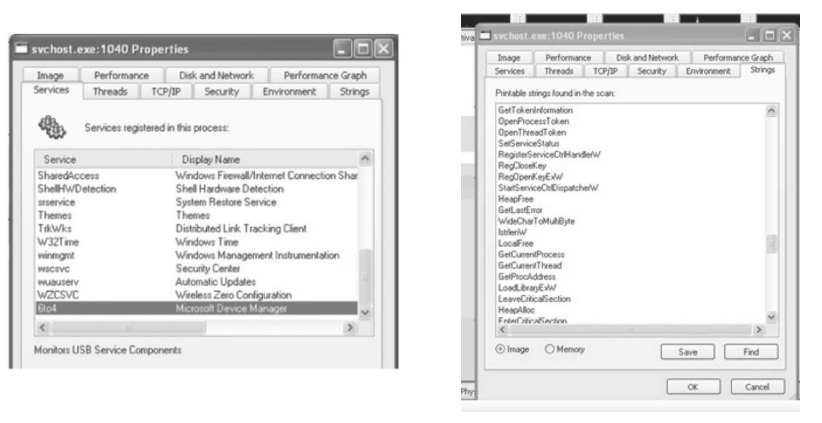 svchost.exe:1040 Properties
Image Performance Disk and Network Performance Graph
Services Threads TCP/IP Security Environment Strings
Services registered in this process:
Service Display Name
SharedAccess Windows Firewall/Internet Connection Shar
ShellHWDetection Shell Hardware Detection
srservice System Restore Service
Themes Themes
TrkWks Distributed Link Tracking Client
W32Time Windows Time
winmgmt Windows Management Instrumentation
wscsvc Security Center
wuauserv Automatic Updates
WZCSVC Wireless Zero Configuration
6to4 Microsoft Device Manager
Monitors USB Service Components
svchost.exe:1040 Properties
Image Performance Disk and Network Performance Graph
Services Threads TCP/IP Security Environment Strings
Printable strings found in the scan:
GetTokenInformation
OpenProcessToken
OpenThreadToken
SetServiceStatus
RegisterServiceCtrlHandlerW
RegCloseKey
RegOpenKeyExW
StartServiceCtrlDispatcherW
HeapFree
GetLastError
WideCharToMultiByte
lstrlenW
LocalFree
GetCurrentProcess
GetCurrentThread
GetProcAddress
LoadLibraryExW
LeaveCriticalSection
HeapAlloc
EnterCriticalSection
Image Memory Save Find
OK Cancel